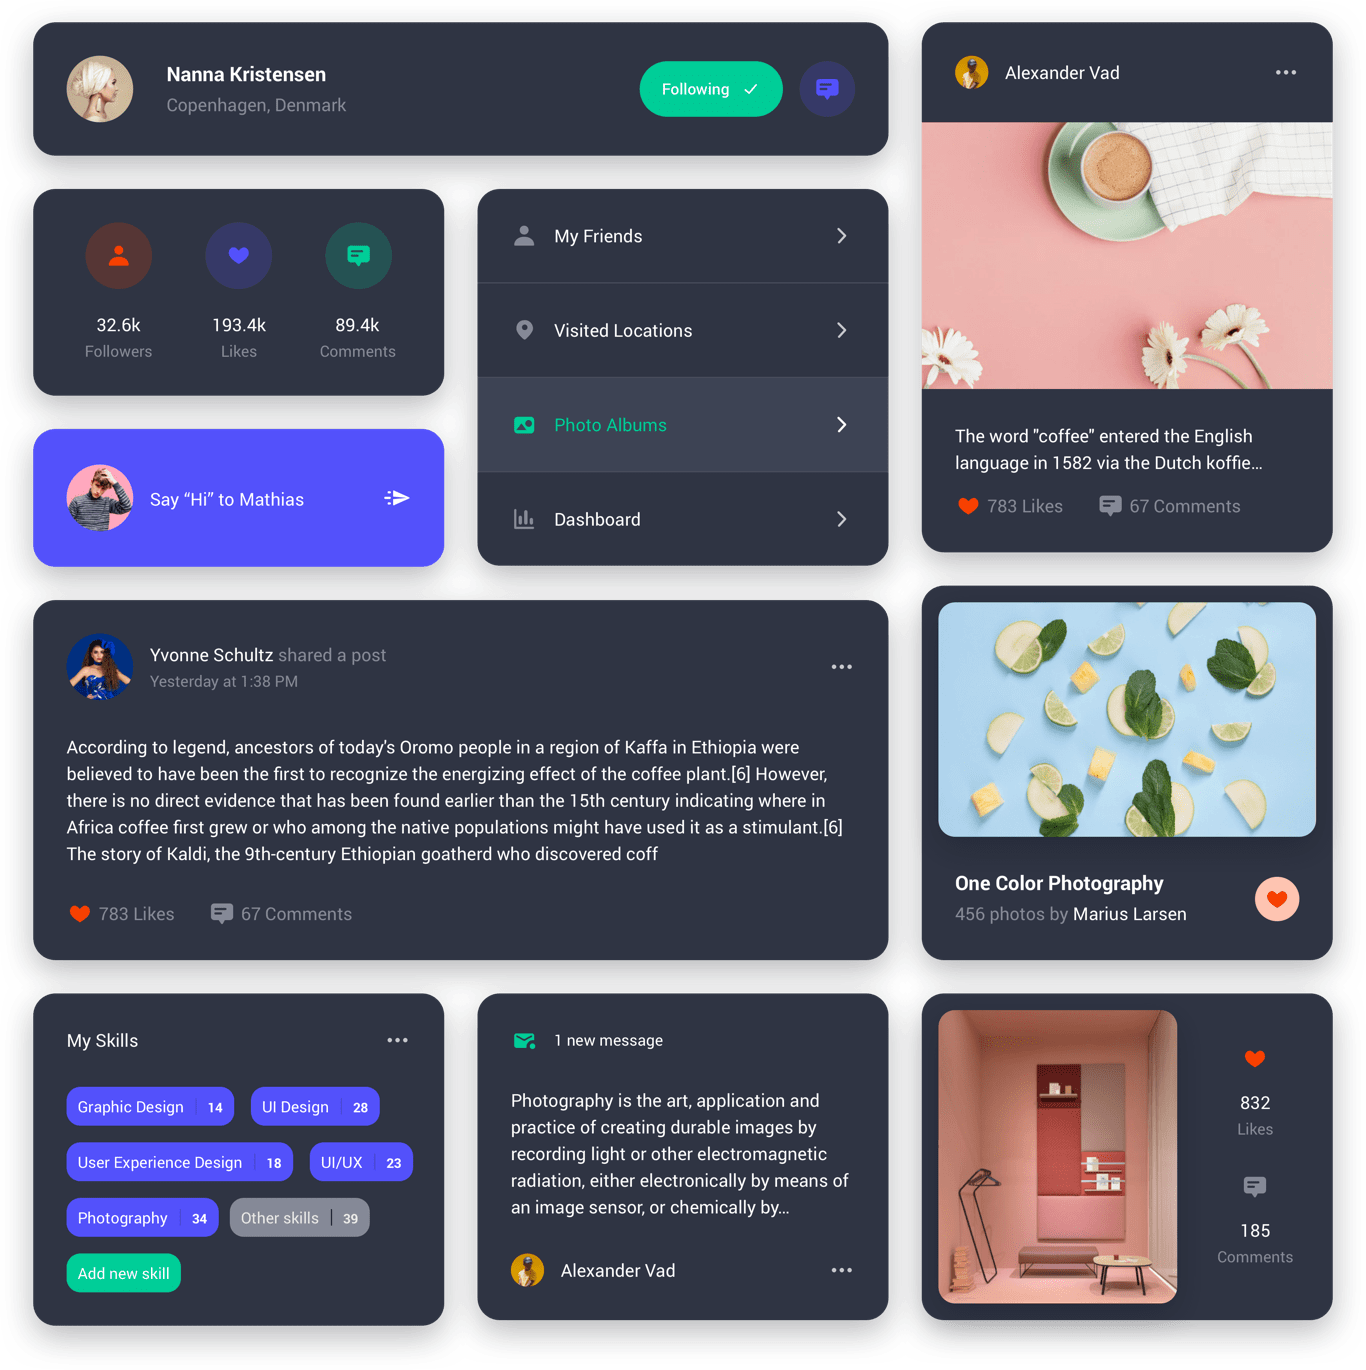 Nanna Kristensen
Copenhagen, Denmark
Following
32.6k
Followers
193.4k
Likes
89.4k
Comments
Say “Hi” to Mathias
My Friends
Visited Locations
Photo Albums
Dashboard
Alexander Vad
The word "coffee" entered the English
language in 1582 via the Dutch koffie...
783 Likes
67 Comments
Yvonne Schultz shared a post
Yesterday at 1:38 PM
According to legend, ancestors of today's Oromo people in a region of Kaffa in Ethiopia were
believed to have been the first to recognize the energizing effect of the coffee plant.[6] However,
there is no direct evidence that has been found earlier than the 15th century indicating where in
Africa coffee first grew or who among the native populations might have used it as a stimulant.[6]
The story of Kaldi, the 9th-century Ethiopian goatherd who discovered coff
783 Likes
67 Comments
One Color Photography
456 photos by Marius Larsen
My Skills
Graphic Design 14
UI Design 28
User Experience Design 18
UI/UX 23
Photography 34
Other skills 39
Add new skill
1 new message
Photography is the art, application and
practice of creating durable images by
recording light or other electromagnetic
radiation, either electronically by means of
an image sensor, or chemically by...
Alexander Vad
832
Likes
185
Comments